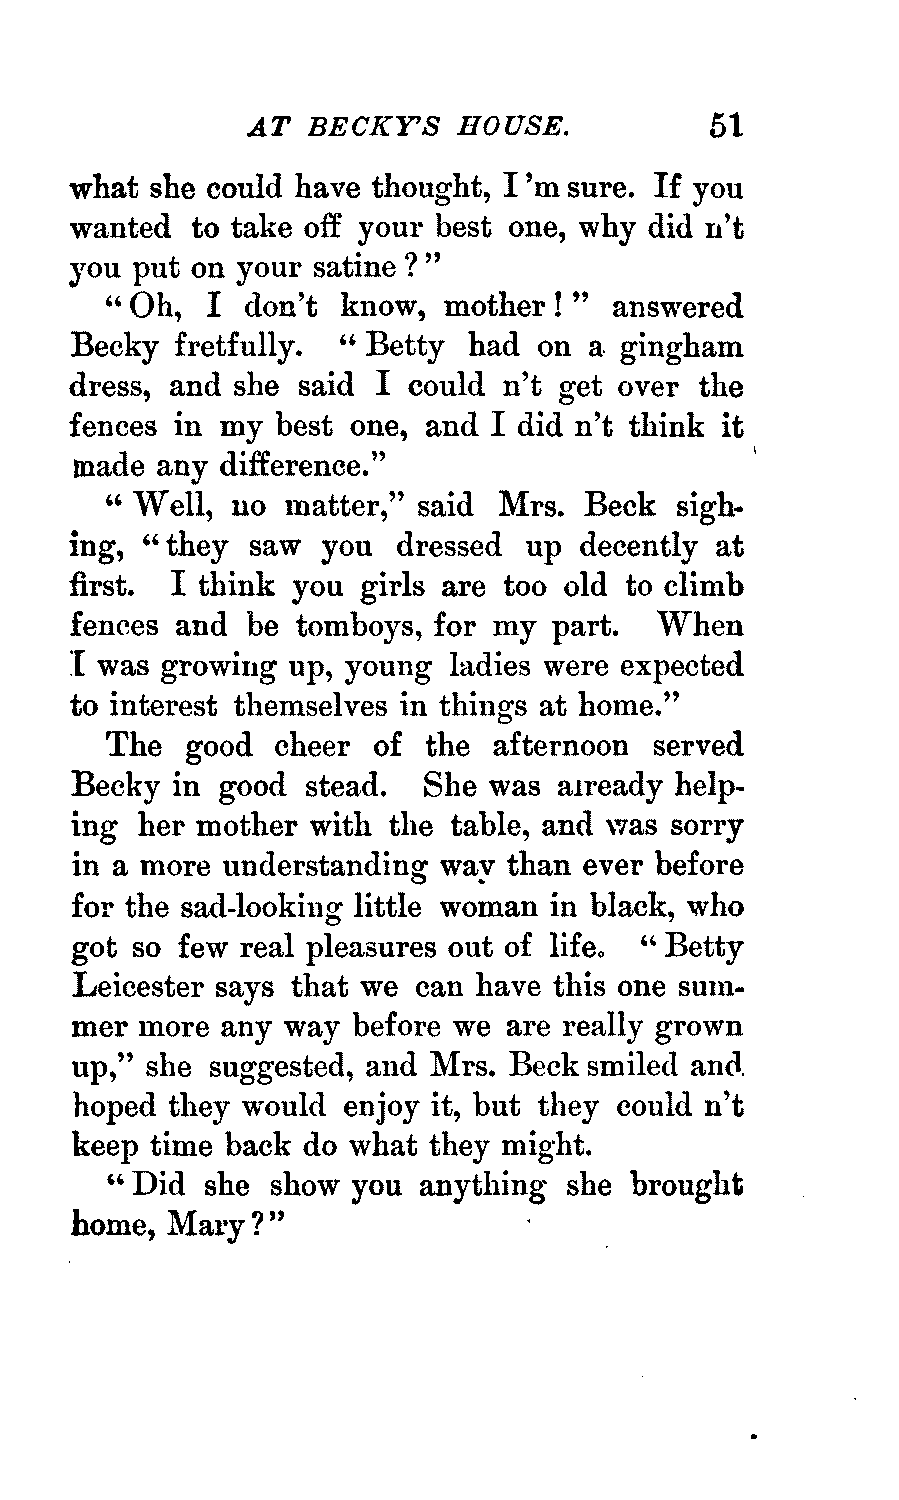 AT BECKY'S HOUSE. 51
what she could have thought, I'm sure. If you
wanted to take off your best one, why did n't
you put on your satine?"
"Oh, I don't know, mother!" answered
Becky fretfully. "Betty had on a gingham
dress, and she said I could n't get over the
fences in my best one, and I did n't think it
made any difference."
"Well, no matter," said Mrs. Beck sigh-
ing, "they saw you dressed up decently at
first. I think you girls are too old to climb
fences and be tomboys, for my part. When
I was growing up, young ladies were expected
to interest themselves in things at home."
The good cheer of the afternoon served
Becky in good stead. She was already help-
ing her mother with the table, and was sorry
in a more understanding way than ever before
for the sad-looking little woman in black, who
got so few real pleasures out of life. "Betty
Leicester says that we can have this one sum-
mer more any way before we are really grown
up," she suggested, and Mrs. Beck smiled and
hoped they would enjoy it, but they could n't
keep time back do what they might.
"Did she show you anything she brought
home, Mary?"